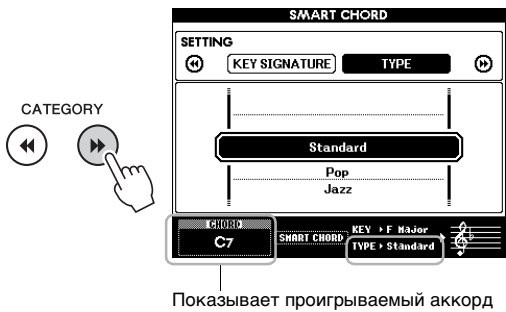 SMART CHORD
SETTING
KEY SIGNATURE TYPE
CATEGORY
Standard
Pop
Jazz
CHORD
C7
SMART CHORD
KEY ▸ F Major
TYPE ▸ Standard
Показывает проигрываемый аккорд